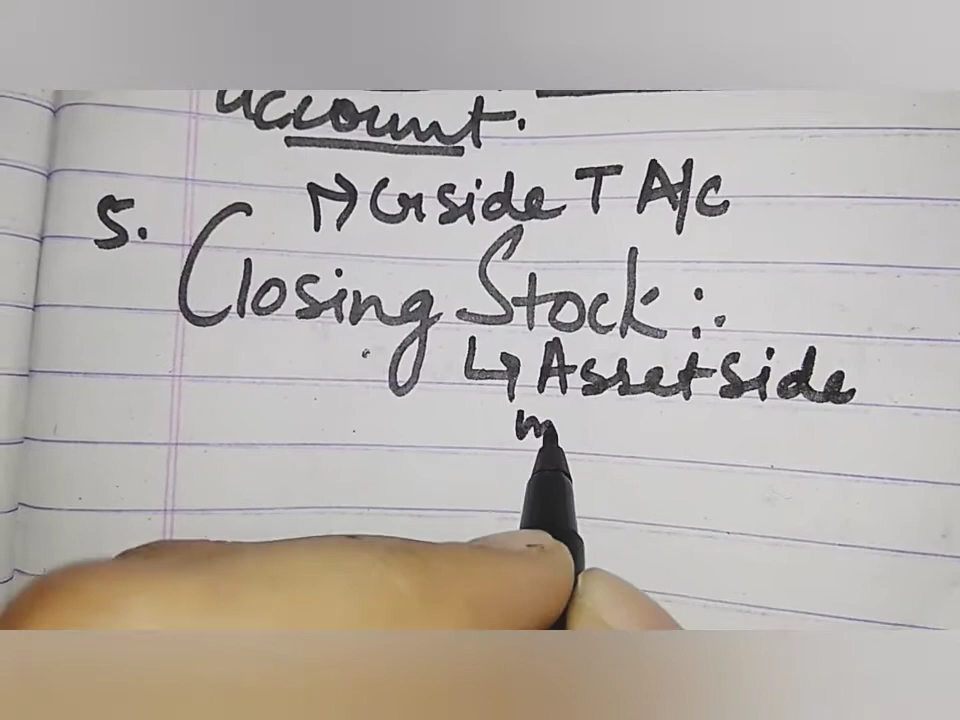 account.
→ Cr side T A/c
5. Closing Stock :.
↳ Asset side